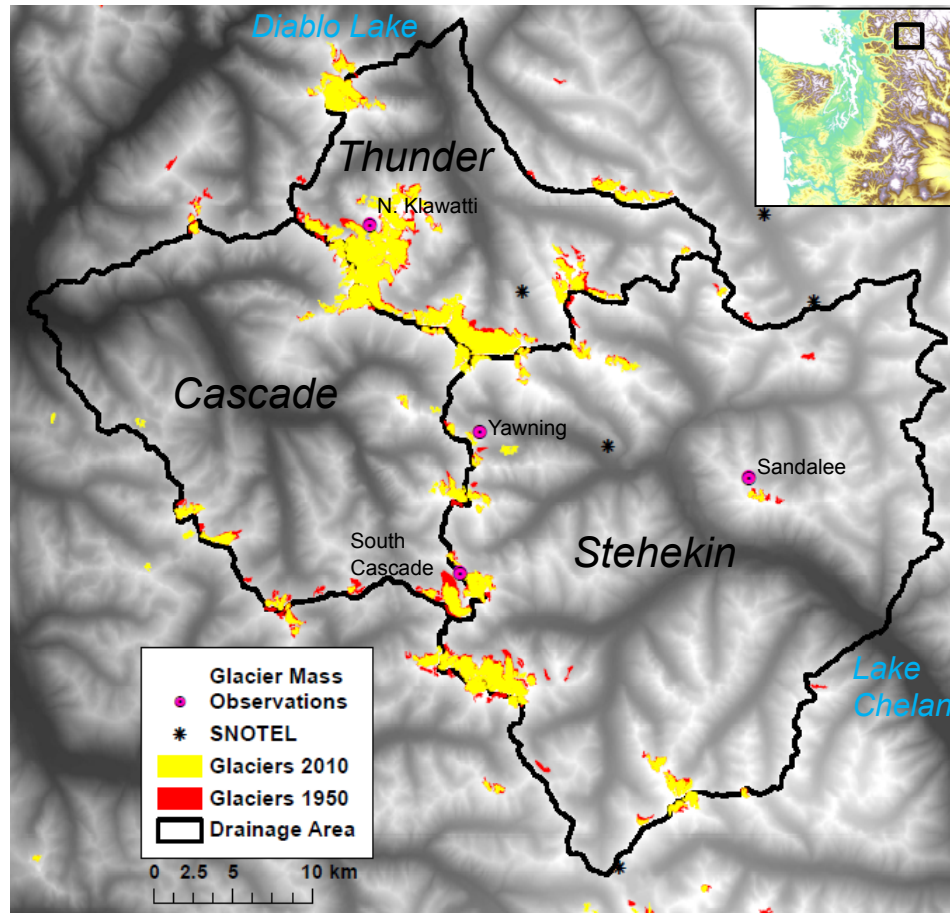 Diablo Lake
Thunder
N. Klawatti
Cascade
Yawning
Sandalee
South
Cascade
Stehekin
Lake
Chelan
Glacier Mass
Observations
SNOTEL
Glaciers 2010
Glaciers 1950
Drainage Area
0 2.5 5 10 km